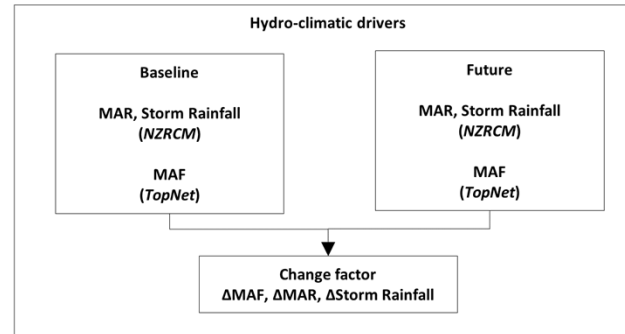 Hydro-climatic drivers
Baseline
MAR, Storm Rainfall
(NZRCM)
MAF
(TopNet)
Future
MAR, Storm Rainfall
(NZRCM)
MAF
(TopNet)
Change factor
ΔMAF, ΔMAR, ΔStorm Rainfall